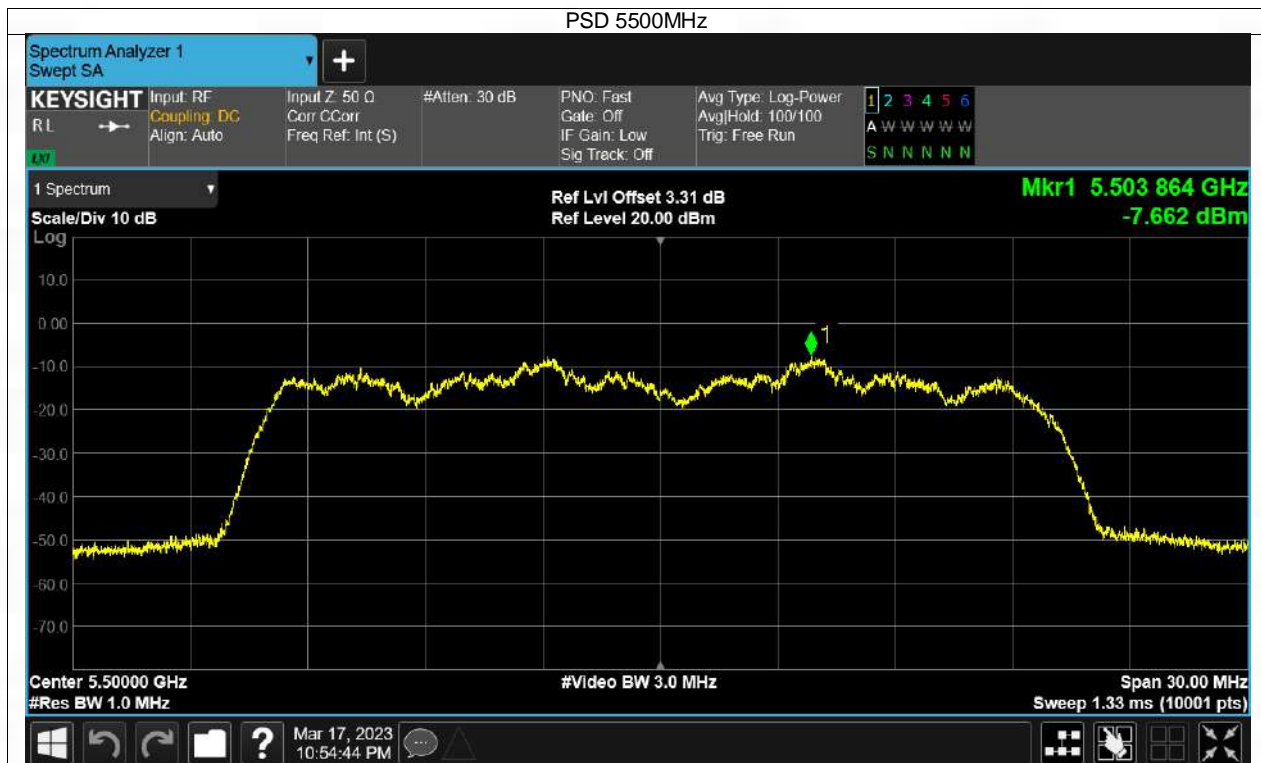 PSD 5500MHz
Spectrum Analyzer 1
Swept SA
+
KEYSIGHT Input: RF Input Z: 50 Ω #Atten: 30 dB PNO: Fast Avg Type: Log-Power 1 2 3 4 5 6
RL Coupling: DC Corr CCorr Gate: Off Avg|Hold: 100/100 A W W W W W
Align: Auto Freq Ref: Int (S) IF Gain: Low Trig: Free Run
LXI Sig Track: Off S N N N N N
1 Spectrum Ref Lvl Offset 3.31 dB Mkr1 5.503 864 GHz
Scale/Div 10 dB Ref Level 20.00 dBm -7.662 dBm
Log
10.0
0.00
1
-10.0
-20.0
-30.0
-40.0
-50.0
-60.0
-70.0
Center 5.50000 GHz #Video BW 3.0 MHz Span 30.00 MHz
#Res BW 1.0 MHz Sweep 1.33 ms (10001 pts)
? Mar 17, 2023
10:54:44 PM